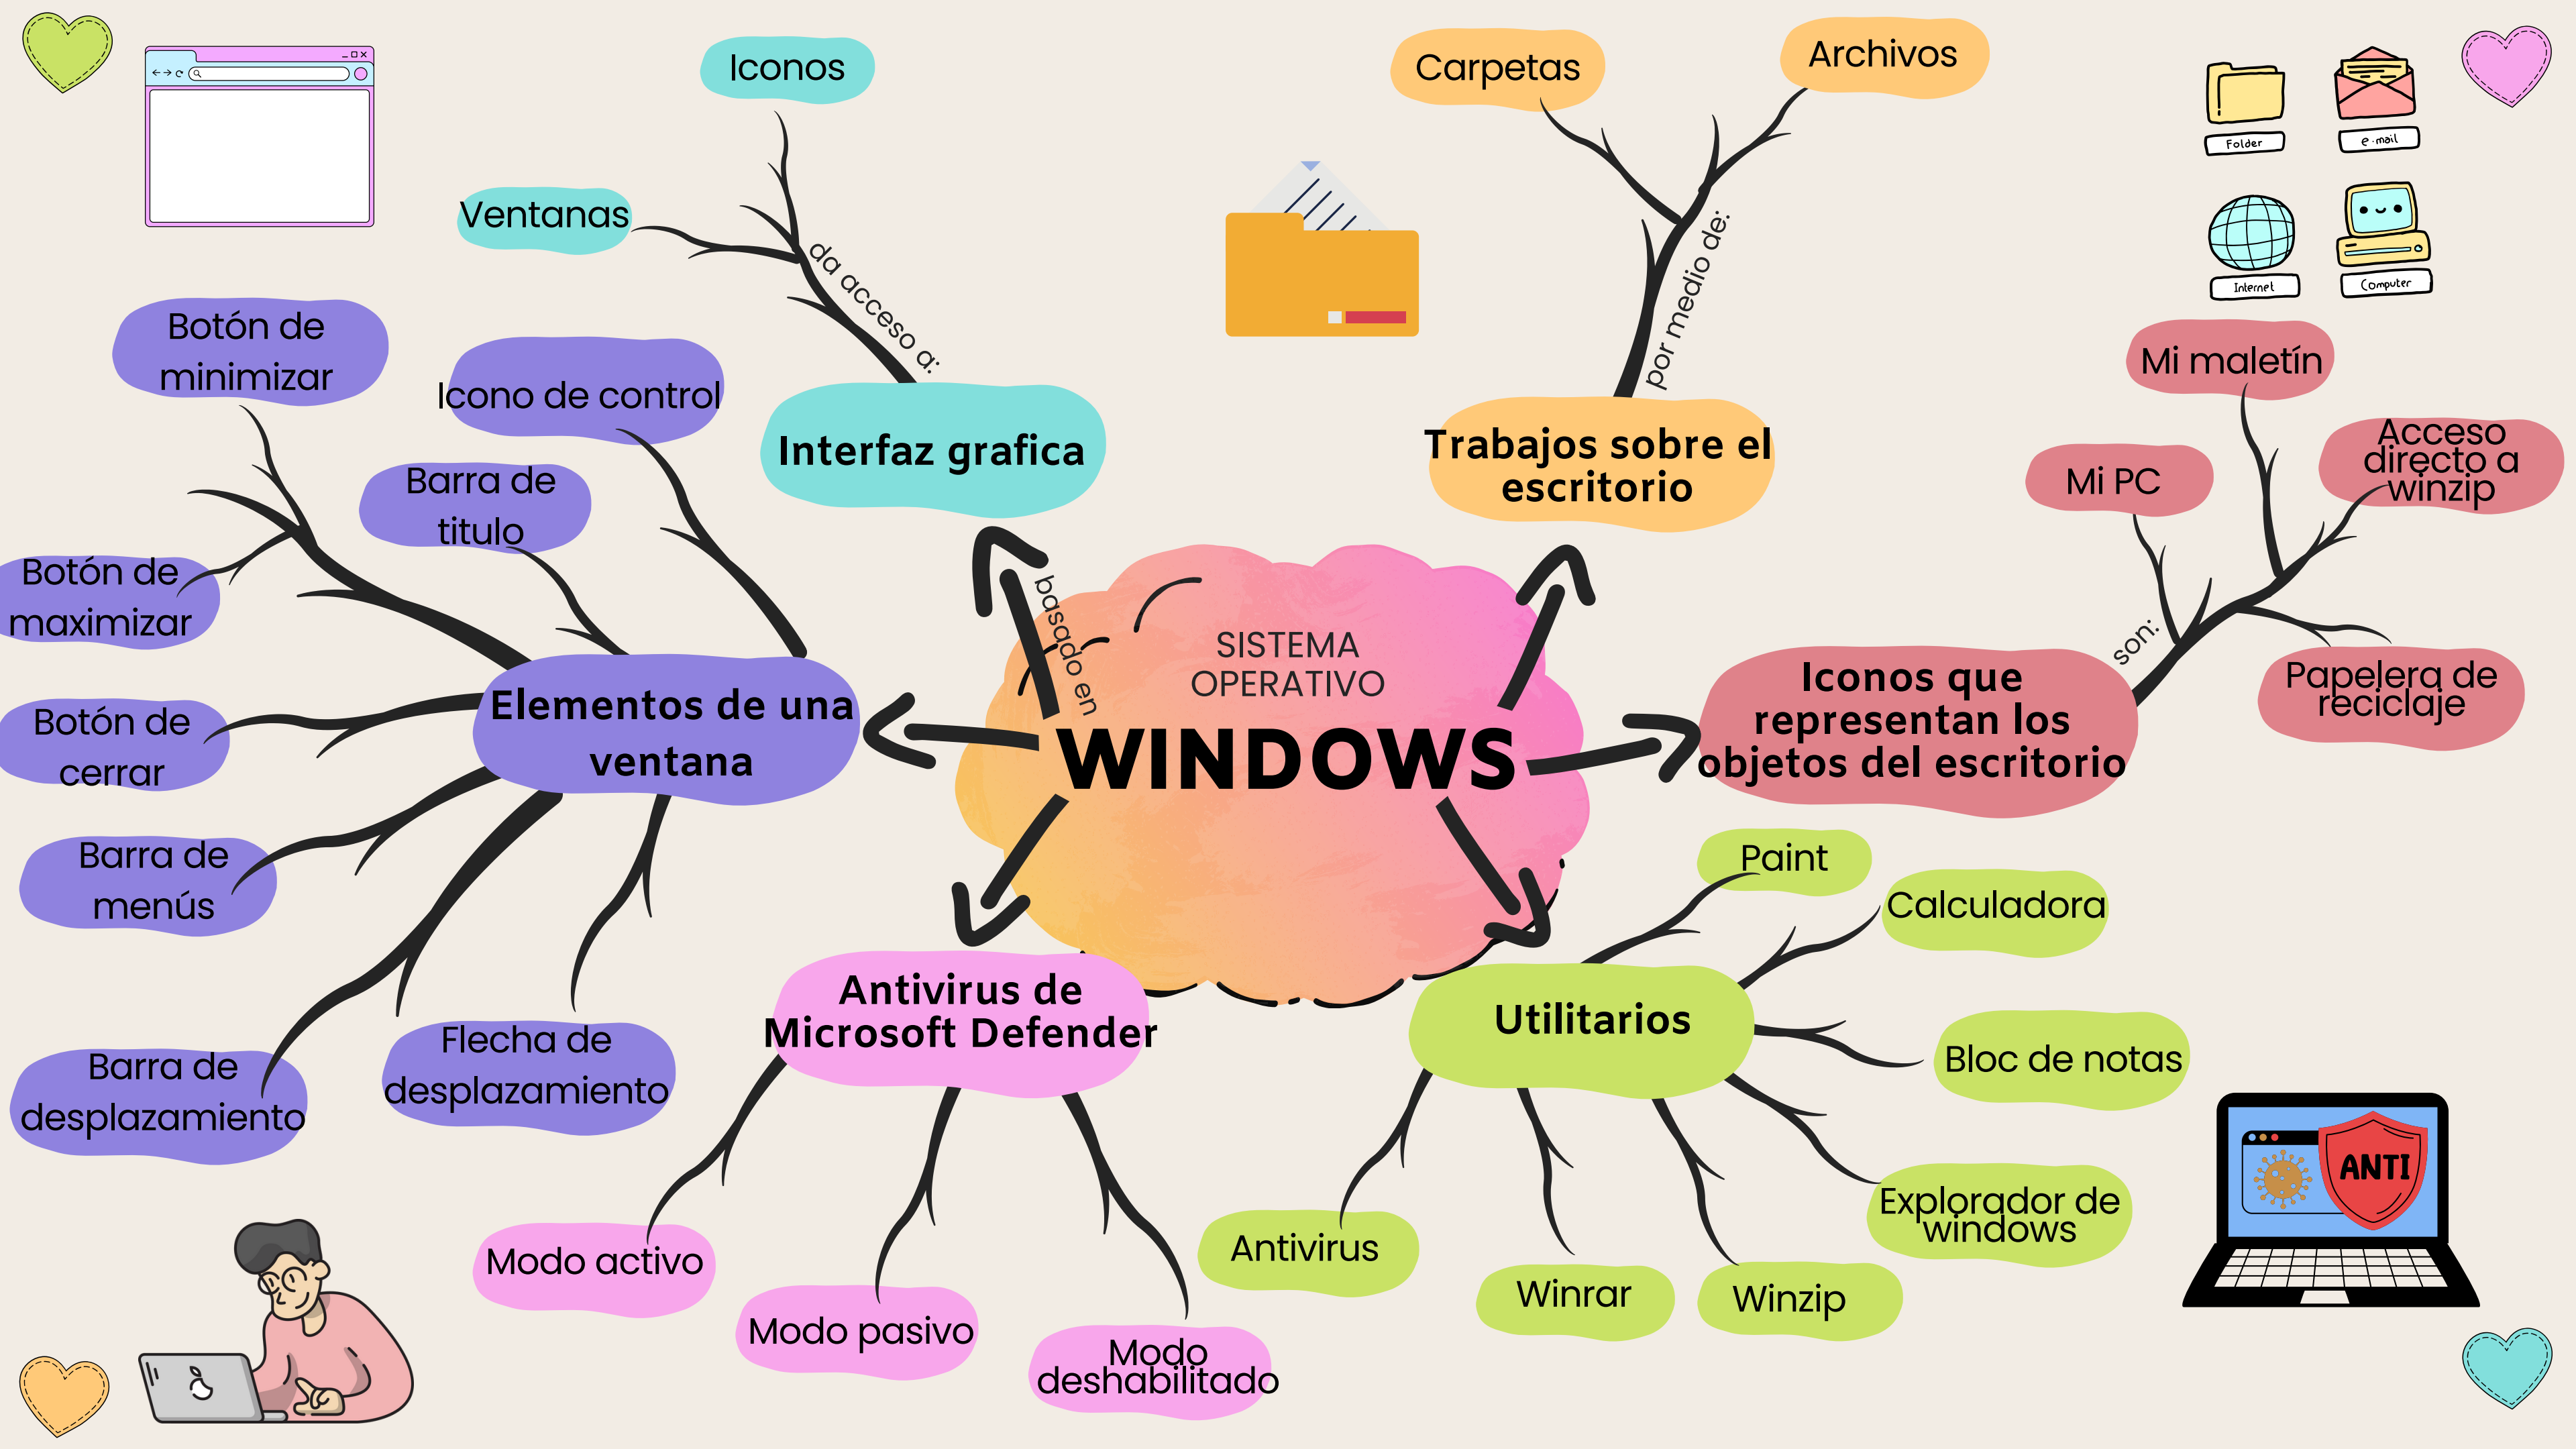 Iconos
Carpetas
Archivos
Folder
e-mail
Internet
Computer
Ventanas
da acceso a:
por medio de:
Botón de
minimizar
Icono de control
Barra de
titulo
Botón de
maximizar
Botón de
cerrar
Barra de
menús
Barra de
desplazamiento
Flecha de
desplazamiento
Interfaz grafica
Trabajos sobre el
escritorio
Mi maletín
Mi PC
Acceso
directo a
winzip
Papelera de
reciclaje
son:
basado en
SISTEMA
OPERATIVO
WINDOWS
Elementos de una
ventana
Iconos que
representan los
objetos del escritorio
Antivirus de
Microsoft Defender
Utilitarios
Paint
Calculadora
Bloc de notas
Explorador de
windows
Antivirus
Winrar
Winzip
Modo activo
Modo pasivo
Modo
deshabilitado
ANTI